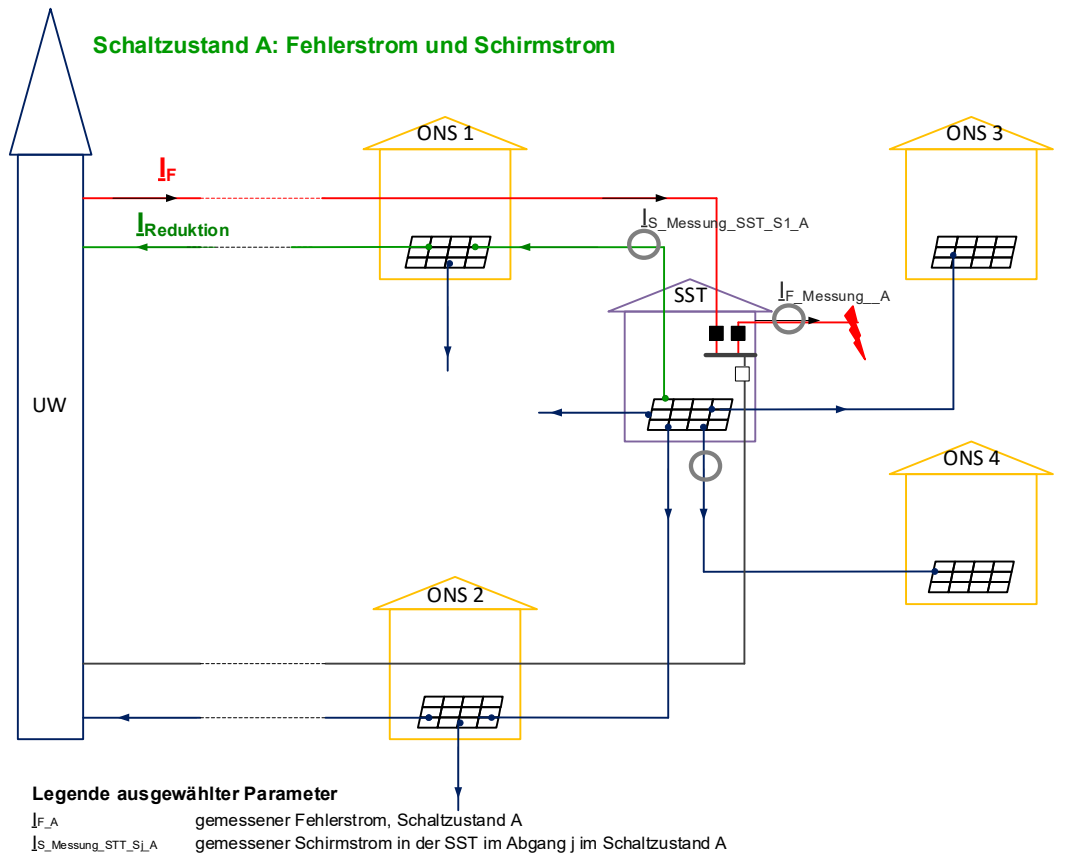 Schaltzustand A: Fehlerstrom und Schirmstrom
ONS 1
ONS 3
IF
IReduktion
IS_Messung_SST_S1_A
SST
IF_Messung__A
UW
ONS 4
ONS 2
Legende ausgewählter Parameter
IF_A gemessener Fehlerstrom, Schaltzustand A
IS_Messung_STT_Sj_A gemessener Schirmstrom in der SST im Abgang j im Schaltzustand A